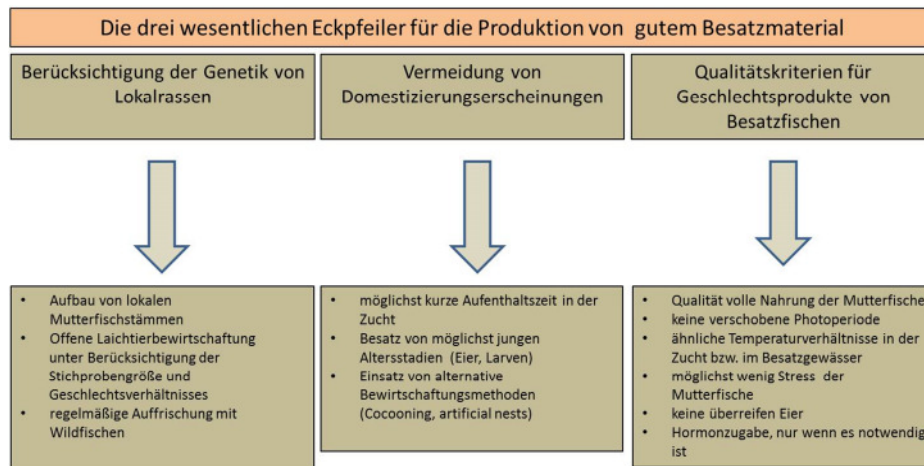 Die drei wesentlichen Eckpfeiler für die Produktion von gutem Besatzmaterial
Berücksichtigung der Genetik von
Lokalrassen
Vermeidung von
Domestizierungserscheinungen
Qualitätskriterien für
Geschlechtsprodukte von
Besatzfischen
• Aufbau von lokalen
Mutterfischstämmen
• Offene Laichtierbewirtschaftung
unter Berücksichtigung der
Stichprobengröße und
Geschlechtsverhältnisses
• regelmäßige Auffrischung mit
Wildfischen
• möglichst kurze Aufenthaltszeit in der
Zucht
• Besatz von möglichst jungen
Altersstadien (Eier, Larven)
• Einsatz von alternative
Bewirtschaftungsmethoden
(Cocooning, artificial nests)
• Qualität volle Nahrung der Mutterfische
• keine verschobene Photoperiode
• ähnliche Temperaturverhältnisse in der
Zucht bzw. im Besatzgewässer
• möglichst wenig Stress der
Mutterfische
• keine überreifen Eier
• Hormonzugabe, nur wenn es notwendig
ist